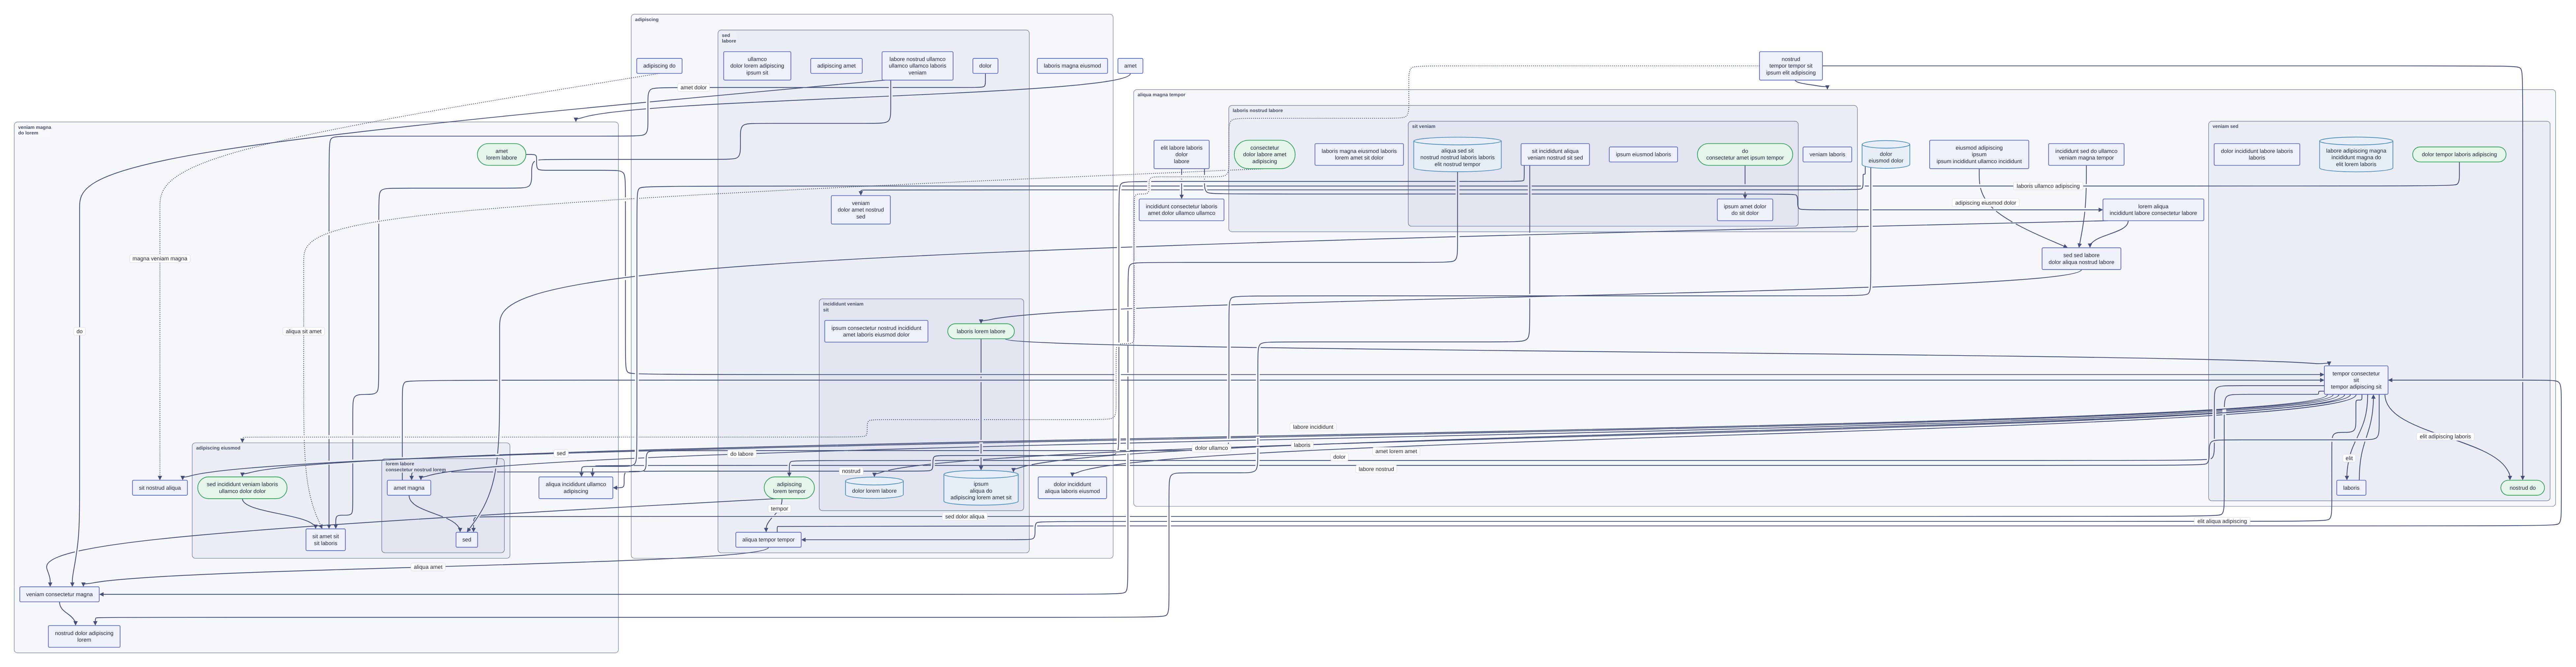 adipiscing
sed
labore
adipiscing do
ullamco
dolor lorem adipiscing
ipsum sit
adipiscing amet
labore nostrud ullamco
ullamco ullamco laboris
veniam
dolor
laboris magna eiusmod
amet
nostrud
tempor tempor sit
ipsum elit adipiscing
amet dolor
aliqua magna tempor
laboris nostrud labore
veniam magna
do lorem
sit veniam
veniam sed
amet
lorem labore
elit labore laboris
dolor
labore
consectetur
dolor labore amet
adipiscing
laboris magna eiusmod laboris
lorem amet sit dolor
aliqua sed sit
nostrud nostrud laboris laboris
elit nostrud tempor
sit incididunt aliqua
veniam nostrud sit sed
ipsum eiusmod laboris
do
consectetur amet ipsum tempor
veniam laboris
dolor
eiusmod dolor
eiusmod adipiscing
ipsum
ipsum incididunt ullamco incididunt
incididunt sed do ullamco
veniam magna tempor
dolor incididunt labore laboris
laboris
labore adipiscing magna
incididunt magna do
elit lorem laboris
dolor tempor laboris adipiscing
laboris ullamco adipiscing
veniam
dolor amet nostrud
sed
incididunt consectetur laboris
amet dolor ullamco ullamco
ipsum amet dolor
do sit dolor
adipiscing eiusmod dolor
lorem aliqua
incididunt labore consectetur labore
magna veniam magna
sed sed labore
dolor aliqua nostrud labore
incididunt veniam
sit
do
aliqua sit amet
ipsum consectetur nostrud incididunt
amet laboris eiusmod dolor
laboris lorem labore
tempor consectetur
sit
tempor adipiscing sit
labore incididunt
elit adipiscing laboris
adipiscing eiusmod
sed
do labore
dolor ullamco
laboris
amet lorem amet
dolor
elit
lorem labore
consectetur nostrud lorem
nostrud
labore nostrud
sit nostrud aliqua
sed incididunt veniam laboris
ullamco dolor dolor
amet magna
aliqua incididunt ullamco
adipiscing
adipiscing
lorem tempor
dolor lorem labore
ipsum
aliqua do
adipiscing lorem amet sit
dolor incididunt
aliqua laboris eiusmod
laboris
nostrud do
tempor
sed dolor aliqua
elit aliqua adipiscing
sit amet sit
sit laboris
sed
aliqua tempor tempor
aliqua amet
veniam consectetur magna
nostrud dolor adipiscing
lorem